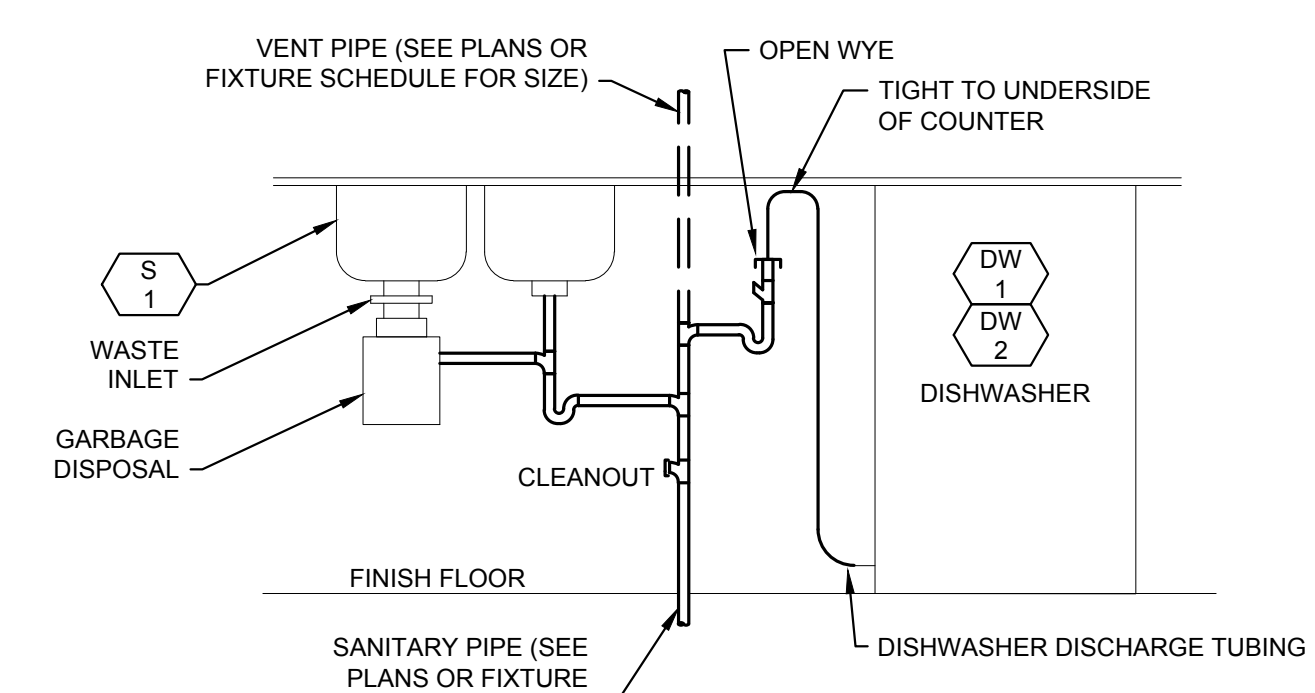 VENT PIPE (SEE PLANS OR
FIXTURE SCHEDULE FOR SIZE)
OPEN WYE
TIGHT TO UNDERSIDE
OF COUNTER
S
1
WASTE
INLET
GARBAGE
DISPOSAL
CLEANOUT
DW
1
DW
2
DISHWASHER
FINISH FLOOR
SANITARY PIPE (SEE
PLANS OR FIXTURE
DISHWASHER DISCHARGE TUBING